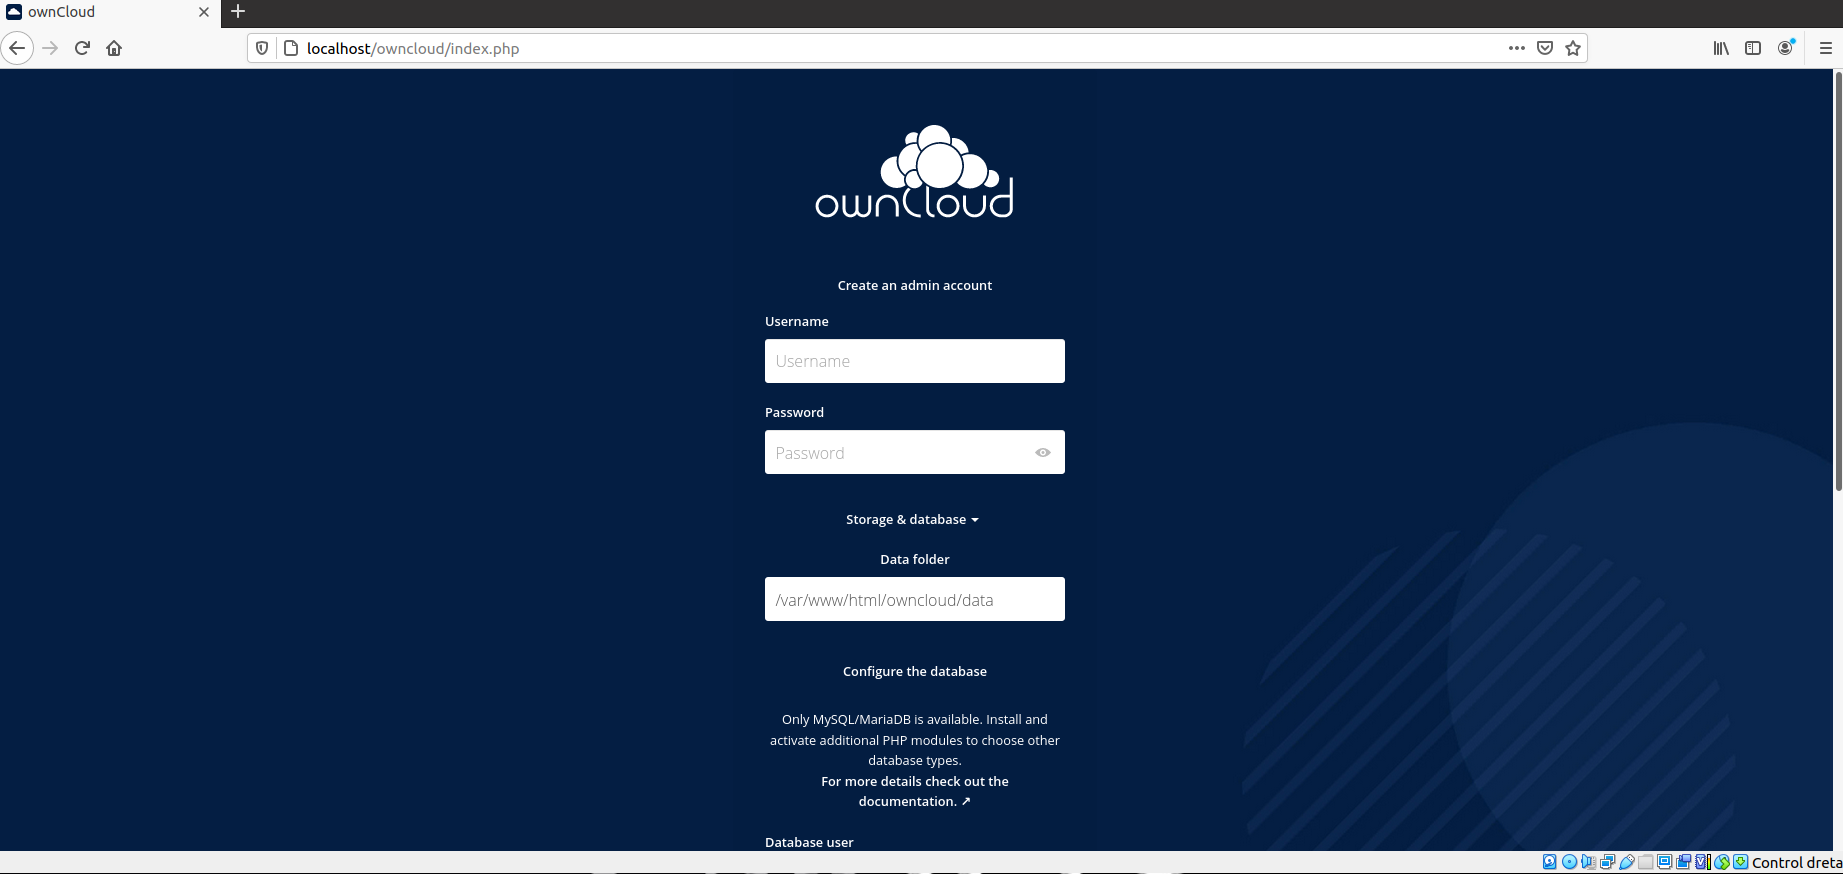 ownCloud
localhost/owncloud/index.php
ownCloud
Create an admin account
Username
Username
Password
Password
Storage & database
Data folder
/var/www/html/owncloud/data
Configure the database
Only MySQL/MariaDB is available. Install and
activate additional PHP modules to choose other
database types.
For more details check out the
documentation. ↗
Database user
Control dreta